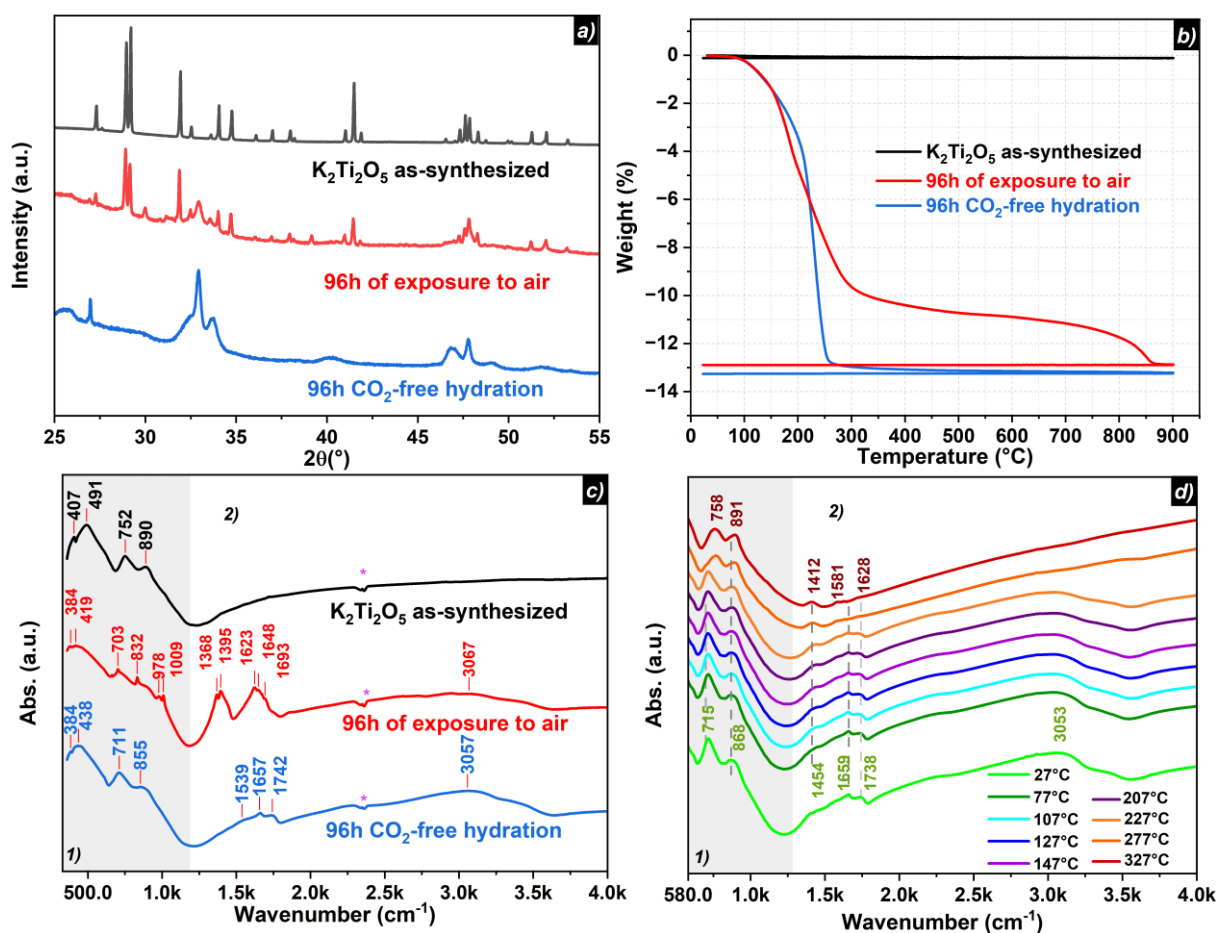 a)
Intensity (a.u.)
K₂Ti₂O₅ as-synthesized
96h of exposure to air
96h CO₂-free hydration
25 30 35 40 45 50 55
2θ(°)
b)
Weight (%)
0
−2
−4
−6
−8
−10
−12
−14
K₂Ti₂O₅ as-synthesized
96h of exposure to air
96h CO₂-free hydration
0 100 200 300 400 500 600 700 800 900
Temperature (°C)
c)
2)
Abs. (a.u.)
407 491 752 890
*
K₂Ti₂O₅ as-synthesized
384 419 703 832 978 1009 1368 1395 1623 1648 1693 3067
*
96h of exposure to air
384 438 711 855 1539 1657 1742 3057
*
96h CO₂-free hydration
1)
500.0 1.0k 1.5k 2.0k 2.5k 3.0k 3.5k 4.0k
Wavenumber (cm⁻¹)
d)
2)
Abs. (a.u.)
758 891 1412 1581 1628
715 868 1454 1659 1738 3053
27°C
77°C
107°C
127°C
147°C
207°C
227°C
277°C
327°C
1)
580.0 1.0k 1.5k 2.0k 2.5k 3.0k 3.5k 4.0k
Wavenumber (cm⁻¹)